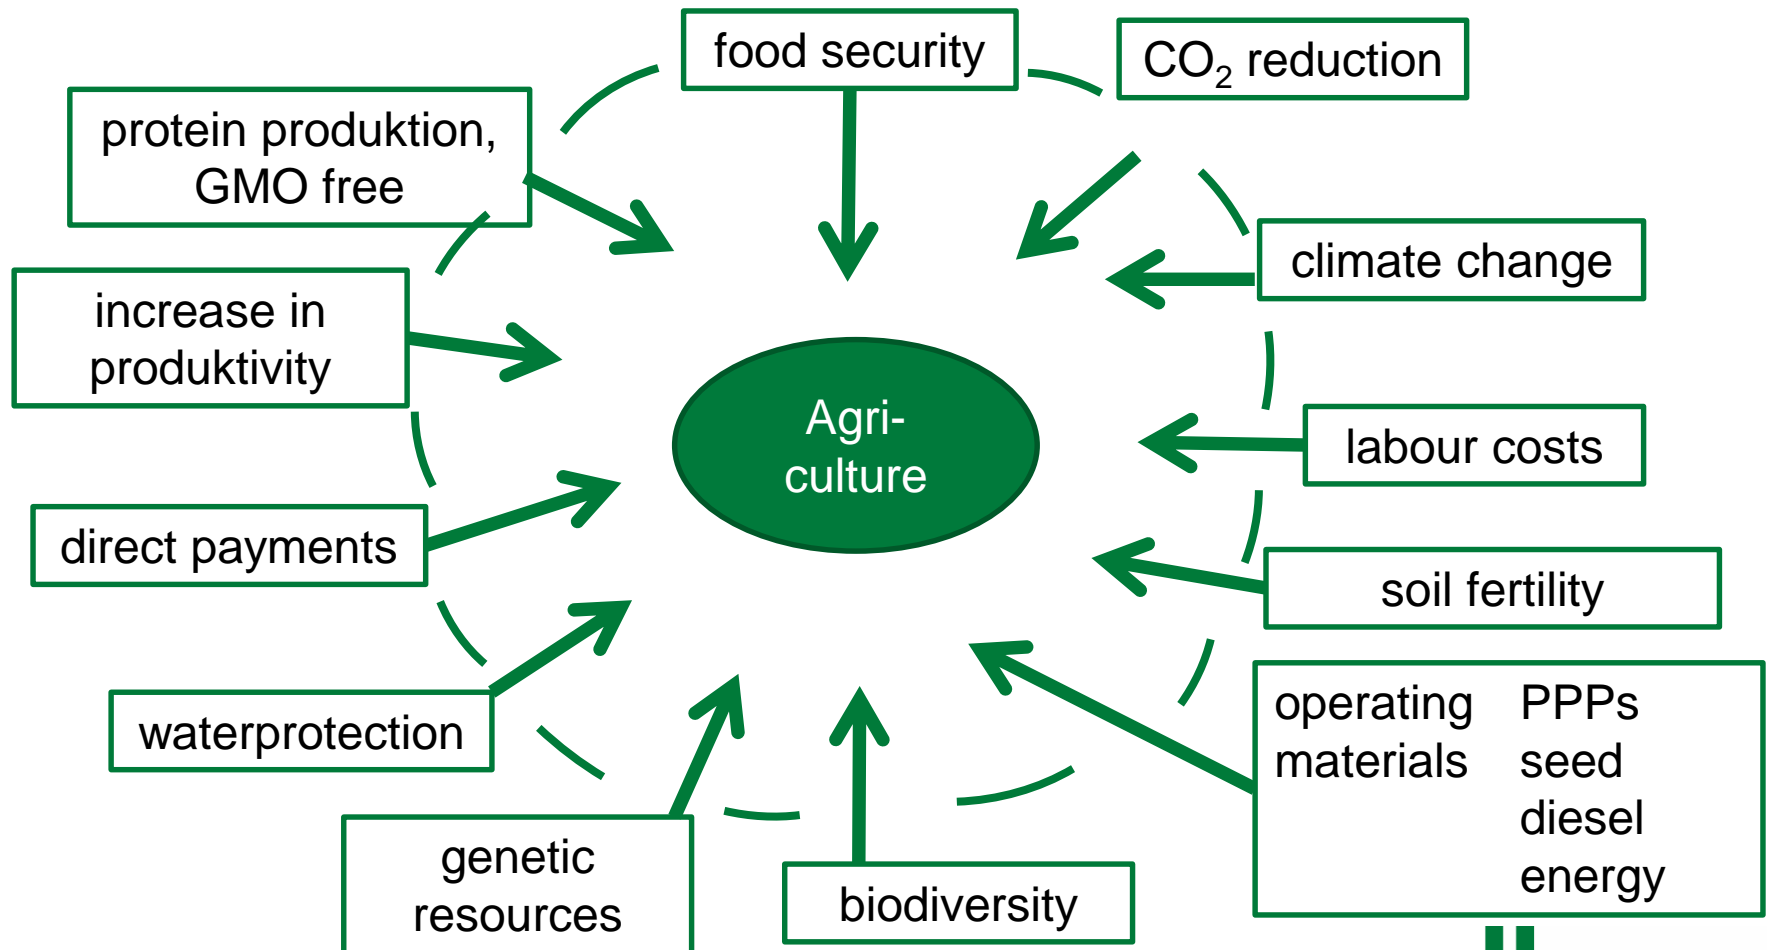 food security
CO₂ reduction
protein produktion,
GMO free
climate change
increase in
produktivity
Agri-
culture
labour costs
direct payments
soil fertility
waterprotection
operating PPPs
materials seed
diesel
energy
genetic
resources
biodiversity